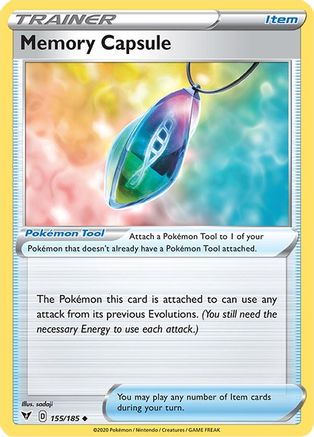 TRAINER Item
Memory Capsule
Pokémon Tool Attach a Pokémon Tool to 1 of your
Pokémon that doesn't already have a Pokémon Tool attached.
The Pokémon this card is attached to can use any
attack from its previous Evolutions. (You still need the
necessary Energy to use each attack.)
Illus. sadaji
D 155/185
You may play any number of Item cards
during your turn.
©2020 Pokémon / Nintendo / Creatures / GAME FREAK